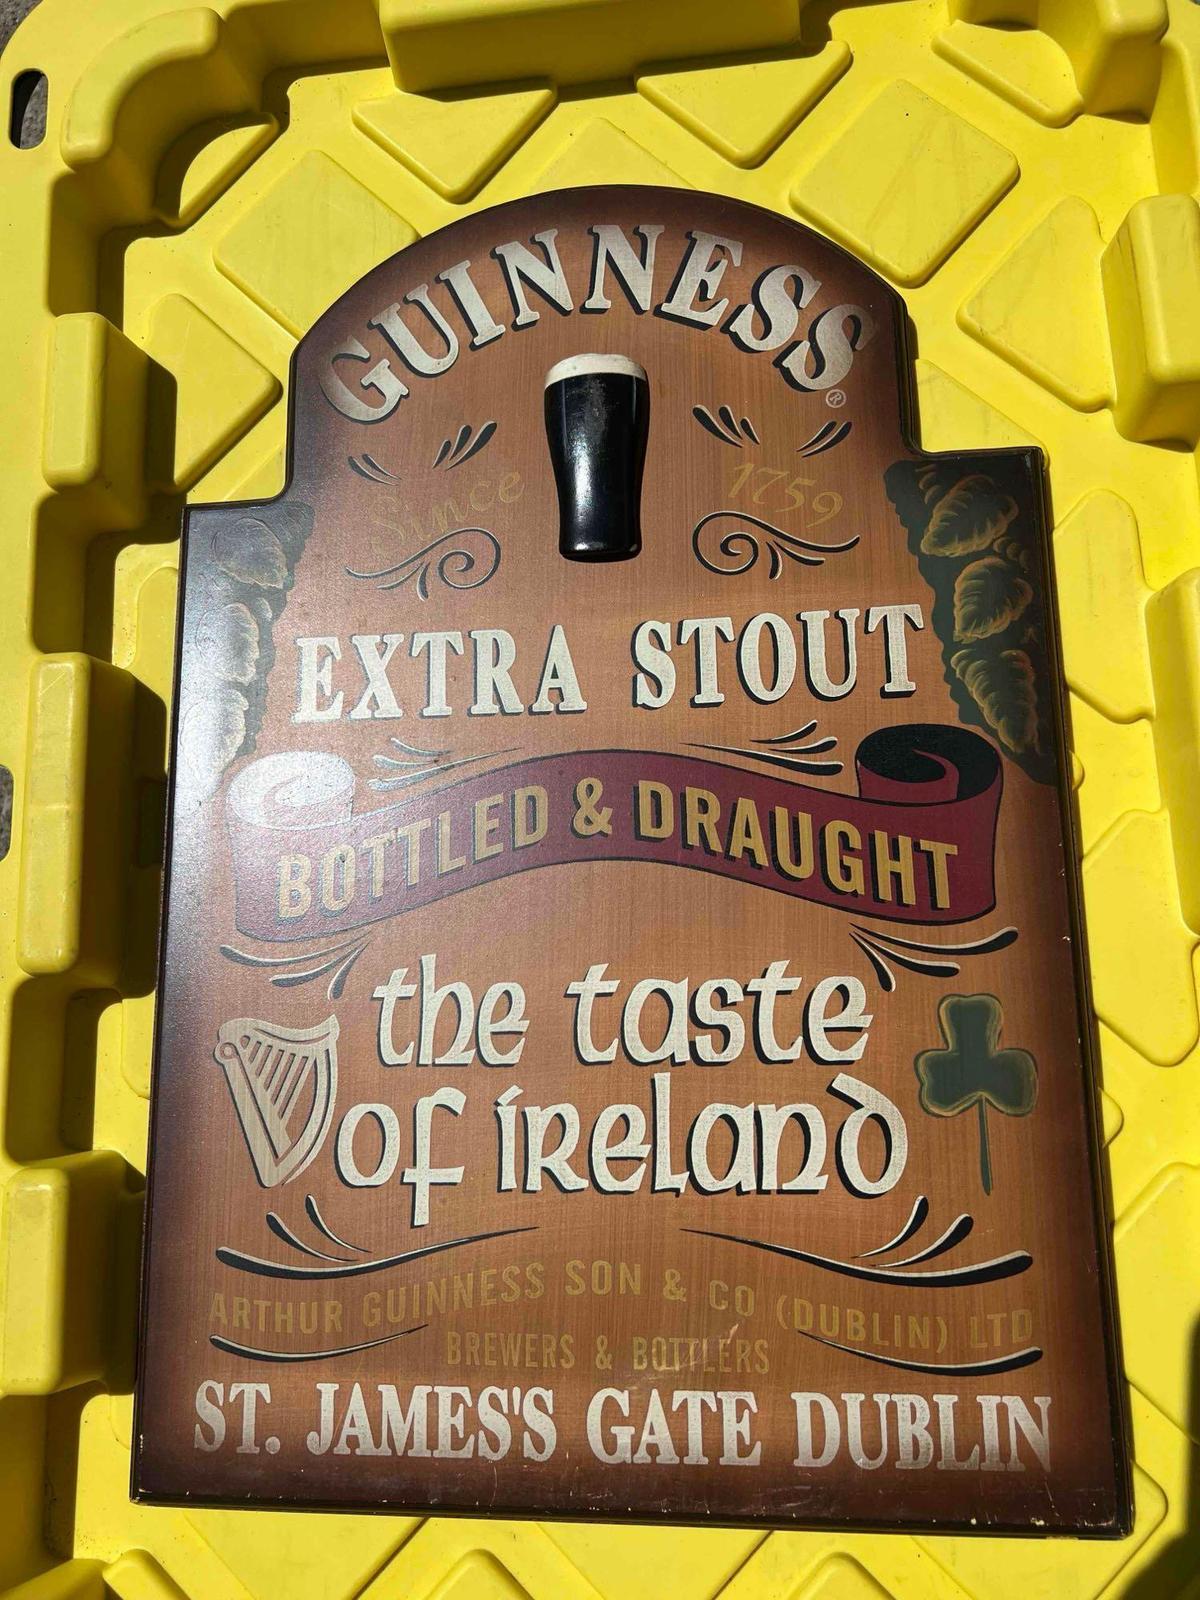 GUINNESS®
Since 1759
EXTRA STOUT
BOTTLED & DRAUGHT
the taste
of ireland
ARTHUR GUINNESS SON & CO (DUBLIN) LTD
BREWERS & BOTTLERS
ST. JAMES'S GATE DUBLIN